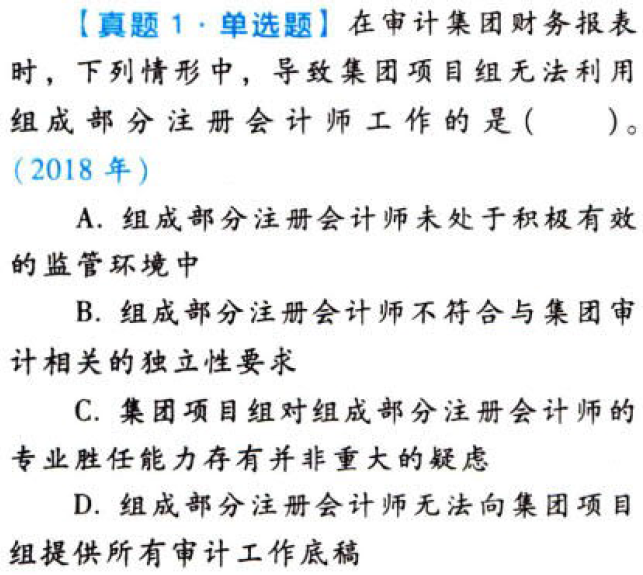 【真题1·单选题】在审计集团财务报表
时，下列情形中，导致集团项目组无法利用
组成部分注册会计师工作的是(　　)。
(2018年)
A. 组成部分注册会计师未处于积极有效
的监管环境中
B. 组成部分注册会计师不符合与集团审
计相关的独立性要求
C. 集团项目组对组成部分注册会计师的
专业胜任能力存有并非重大的疑虑
D. 组成部分注册会计师无法向集团项目
组提供所有审计工作底稿